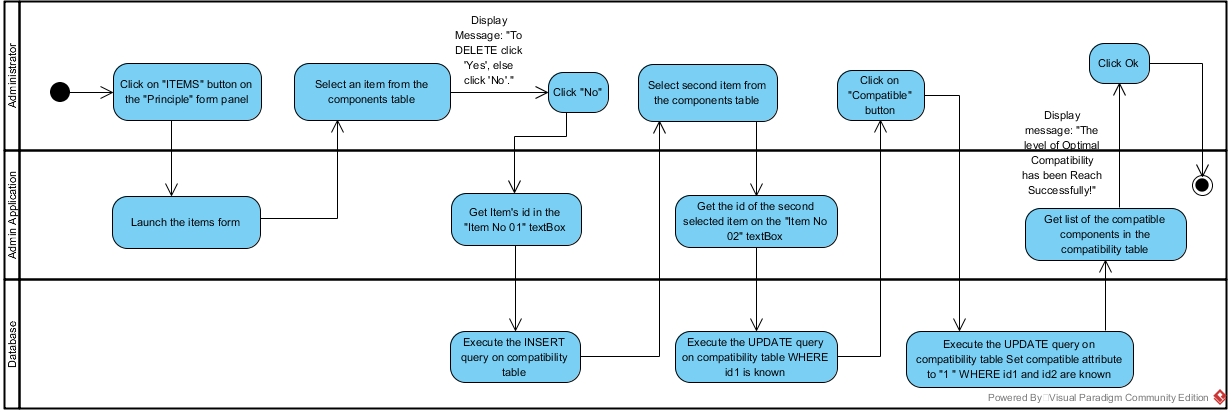 Administrator
Click on "ITEMS" button on
the "Principle" form panel
Select an item from the
components table
Display
Message: "To
DELETE click
'Yes', else
click 'No'."
Click "No"
Select second item from
the components table
Click on
"Compatible"
button
Click Ok
Display
message: "The
level of Optimal
Compatibility
has been Reach
Successfully!"
Admin Application
Launch the items form
Get Item's id in the
"Item No 01" textBox
Get the id of the second
selected item on the "Item No
02" textBox
Get list of the compatible
components in the
compatibility table
Database
Execute the INSERT
query on compatibility
table
Execute the UPDATE query
on compatibility table WHERE
id1 is known
Execute the UPDATE query on
compatibility table Set compatible attribute
to "1 " WHERE id1 and id2 are known
Powered By Visual Paradigm Community Edition